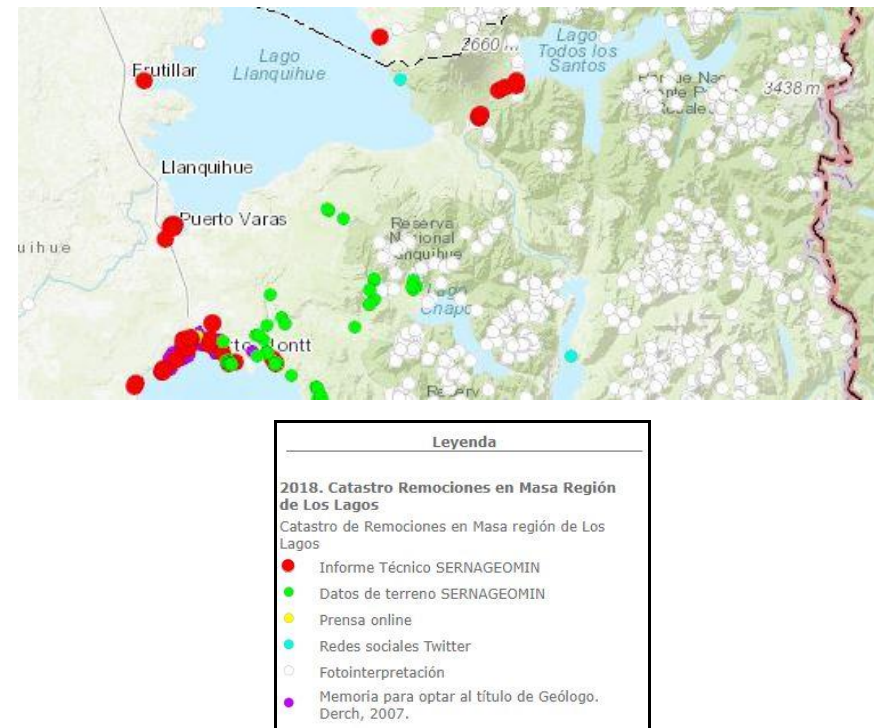 2660 m
Lago
Todos los
Santos
Lago
Llanquihue
Frutillar
3438 m
Llanquihue
Puerto Varas
Reserva
Lago
Chapo
Leyenda
2018. Catastro Remociones en Masa Región
de Los Lagos
Catastro de Remociones en Masa región de Los
Lagos
Informe Técnico SERNAGEOMIN
Datos de terreno SERNAGEOMIN
Prensa online
Redes sociales Twitter
Fotointerpretación
Memoria para optar al título de Geólogo.
Derch, 2007.